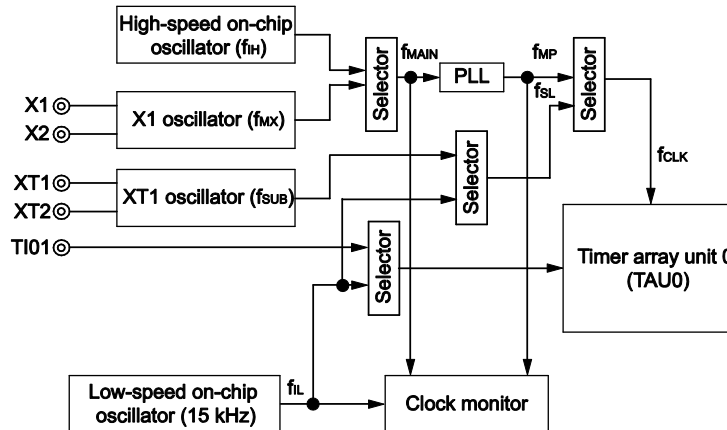 High-speed on-chip
oscillator (fIH)
Selector
fMAIN
PLL
fMP
fSL
Selector
X1
X2
X1 oscillator (fMX)
fCLK
XT1
XT2
XT1 oscillator (fSUB)
Selector
TI01
Selector
Timer array unit 0
(TAU0)
Low-speed on-chip
oscillator (15 kHz)
fIL
Clock monitor